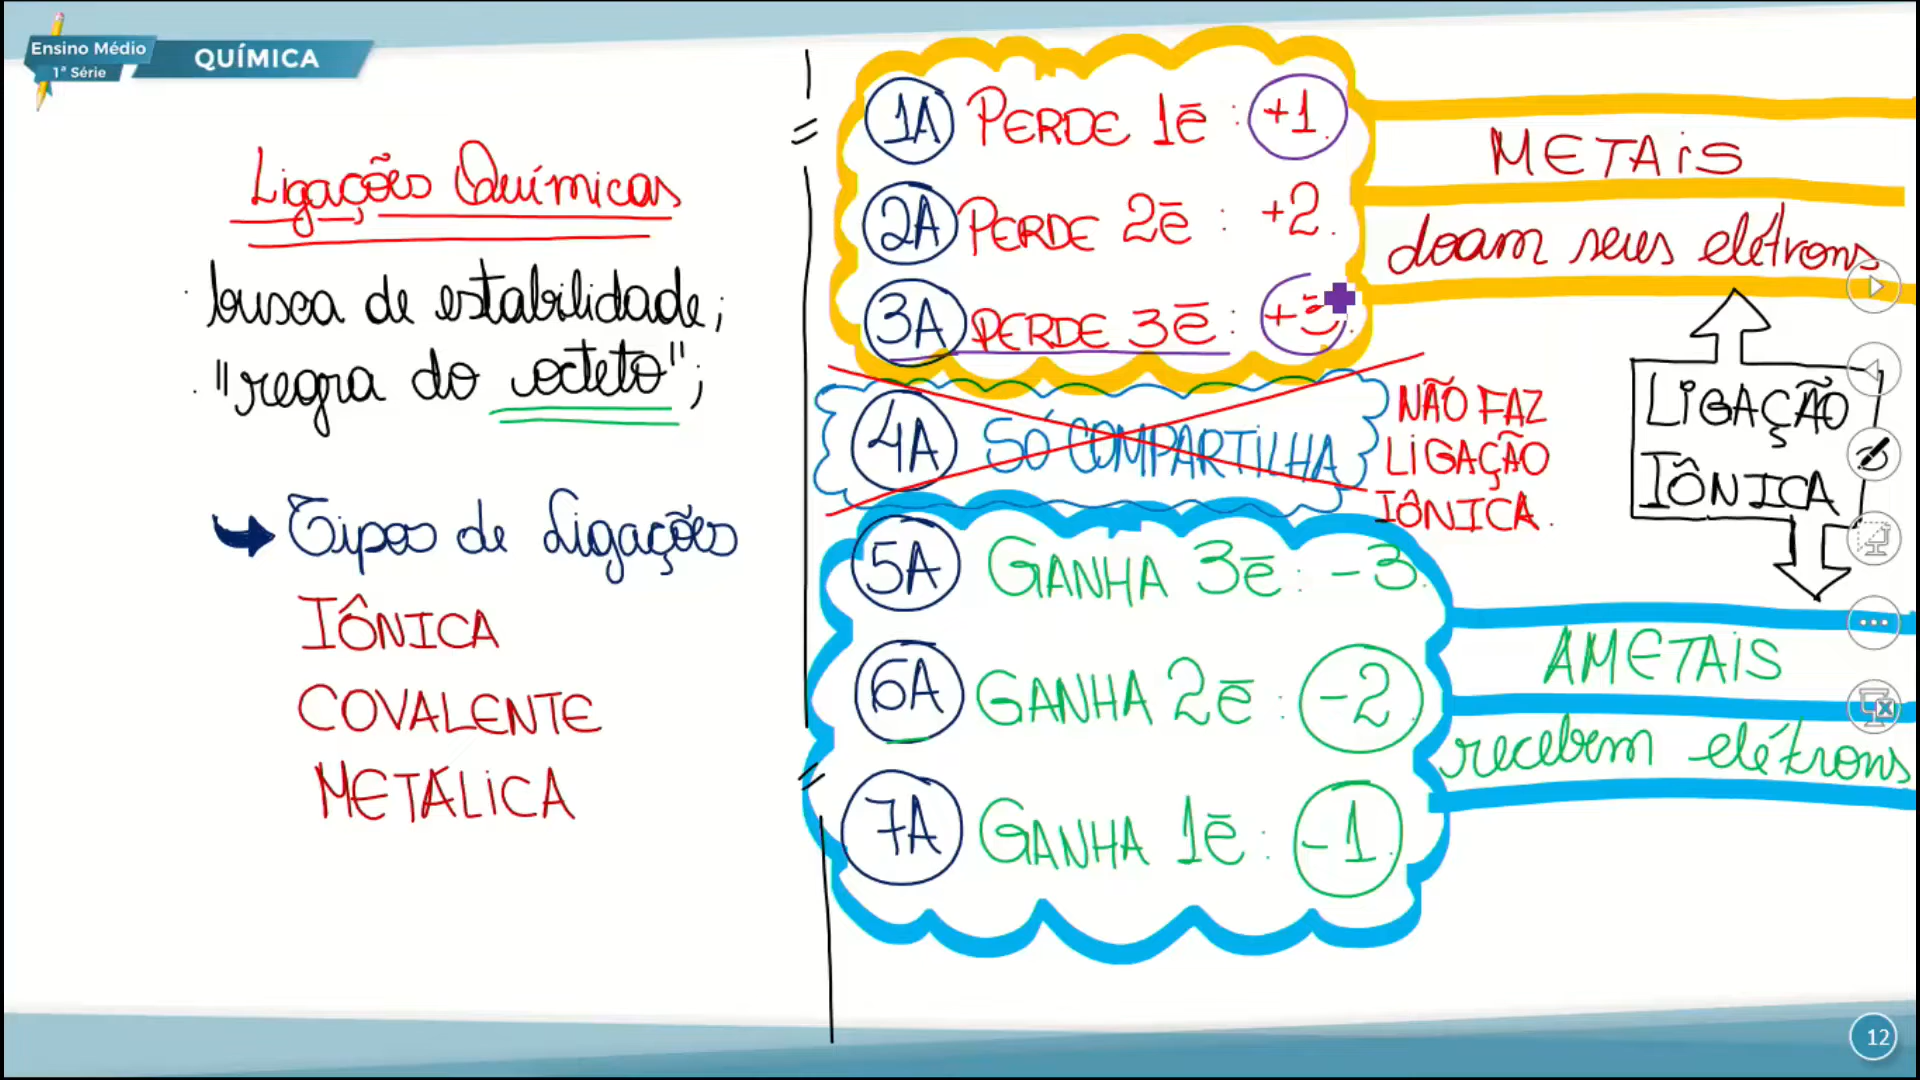 Ensino Médio
1ª Série
QUÍMICA
Ligações Químicas
busca de estabilidade;
"regra do octeto";
Tipos de Ligações
IÔNICA
COVALENTE
METÁLICA
1A PERDE 1ē : +1
2A PERDE 2ē : +2.
3A PERDE 3ē : +3.
4A SÓ COMPARTILHA
NÃO FAZ
LIGAÇÃO
IÔNICA.
5A GANHA 3ē: -3.
6A GANHA 2ē : -2
7A GANHA 1ē : -1
METAIS
doam seus elétrons
LIGAÇÃO
IÔNICA
AMETAIS
recebem elétrons
12